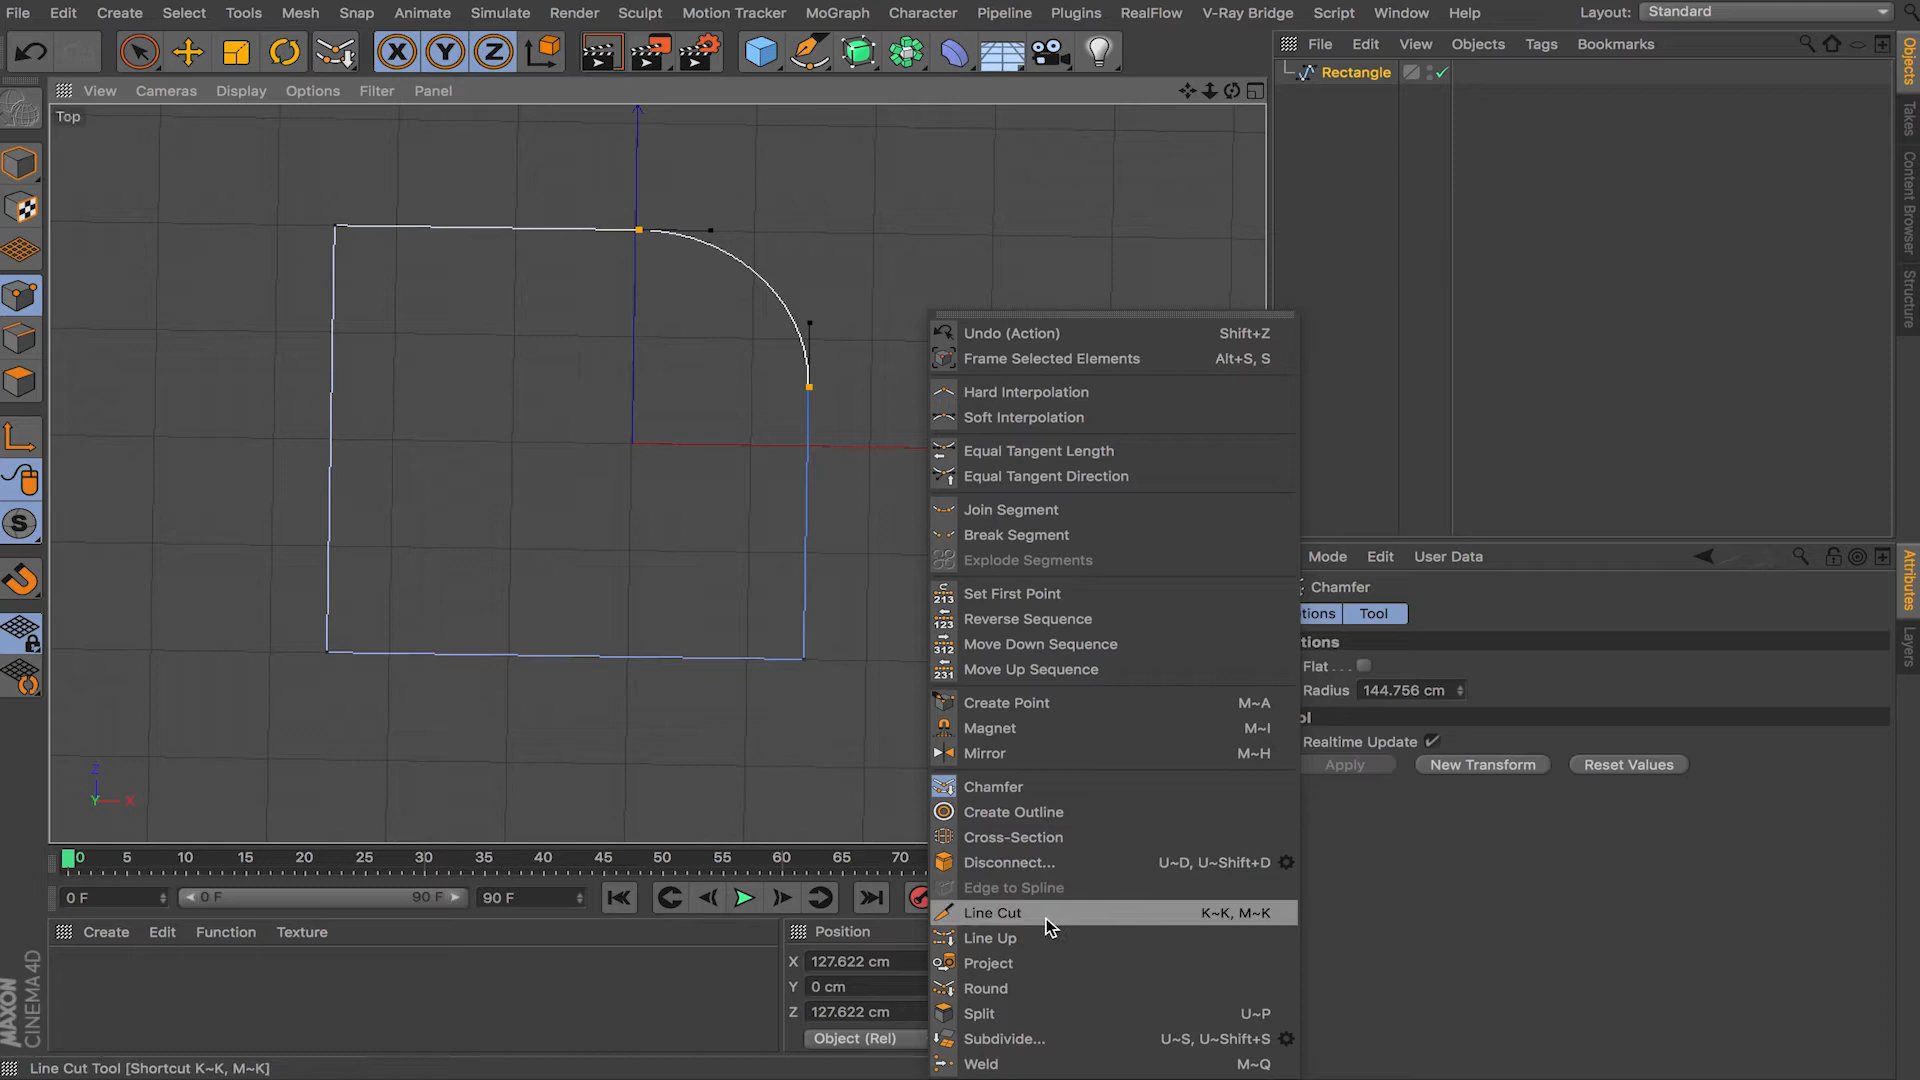 File Edit Create Select Tools Mesh Snap Animate Simulate Render Sculpt Motion Tracker MoGraph Character Pipeline Plugins RealFlow V-Ray Bridge Script Window Help Layout: Standard
X Y Z
File Edit View Objects Tags Bookmarks
Objects
Takes
Content Browser
Structure
Rectangle
View Cameras Display Options Filter Panel
Top
Undo (Action) Shift+Z
Frame Selected Elements Alt+S, S
Hard Interpolation
Soft Interpolation
Equal Tangent Length
Equal Tangent Direction
Join Segment
Break Segment
Explode Segments
213 Set First Point
123 Reverse Sequence
312 Move Down Sequence
231 Move Up Sequence
Create Point M~A
Magnet M~I
Mirror M~H
Chamfer
Create Outline
Cross-Section
Disconnect... U~D, U~Shift+D
Edge to Spline
Line Cut K~K, M~K
Line Up
Project
Round
Split U~P
Subdivide... U~S, U~Shift+S
Weld M~Q
Mode Edit User Data
Attributes
Layers
Chamfer
tions Tool
tions
Flat . . .
Radius 144.756 cm
ol
Realtime Update
Apply New Transform Reset Values
Z
Y X
0 5 10 15 20 25 30 35 40 45 50 55 60 65 70
0 F 0 F 90 F 90 F
Create Edit Function Texture
Position
X 127.622 cm
Y 0 cm
Z 127.622 cm
Object (Rel)
MAXON
CINEMA 4D
Line Cut Tool [Shortcut K~K, M~K]